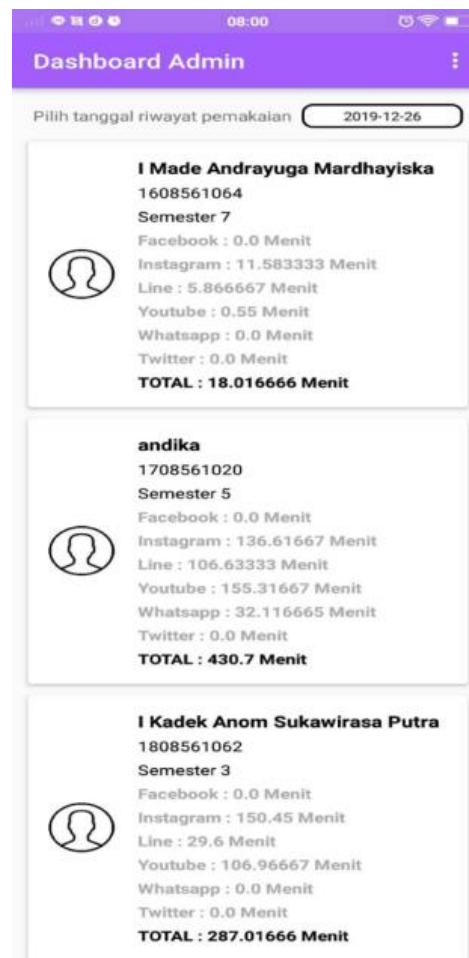 08:00
Dashboard Admin
Pilih tanggal riwayat pemakaian 2019-12-26
I Made Andrayuga Mardhayiska
1608561064
Semester 7
Facebook : 0.0 Menit
Instagram : 11.583333 Menit
Line : 5.866667 Menit
Youtube : 0.55 Menit
Whatsapp : 0.0 Menit
Twitter : 0.0 Menit
TOTAL : 18.016666 Menit
andika
1708561020
Semester 5
Facebook : 0.0 Menit
Instagram : 136.61667 Menit
Line : 106.63333 Menit
Youtube : 155.31667 Menit
Whatsapp : 32.116665 Menit
Twitter : 0.0 Menit
TOTAL : 430.7 Menit
I Kadek Anom Sukawirasa Putra
1808561062
Semester 3
Facebook : 0.0 Menit
Instagram : 150.45 Menit
Line : 29.6 Menit
Youtube : 106.96667 Menit
Whatsapp : 0.0 Menit
Twitter : 0.0 Menit
TOTAL : 287.01666 Menit